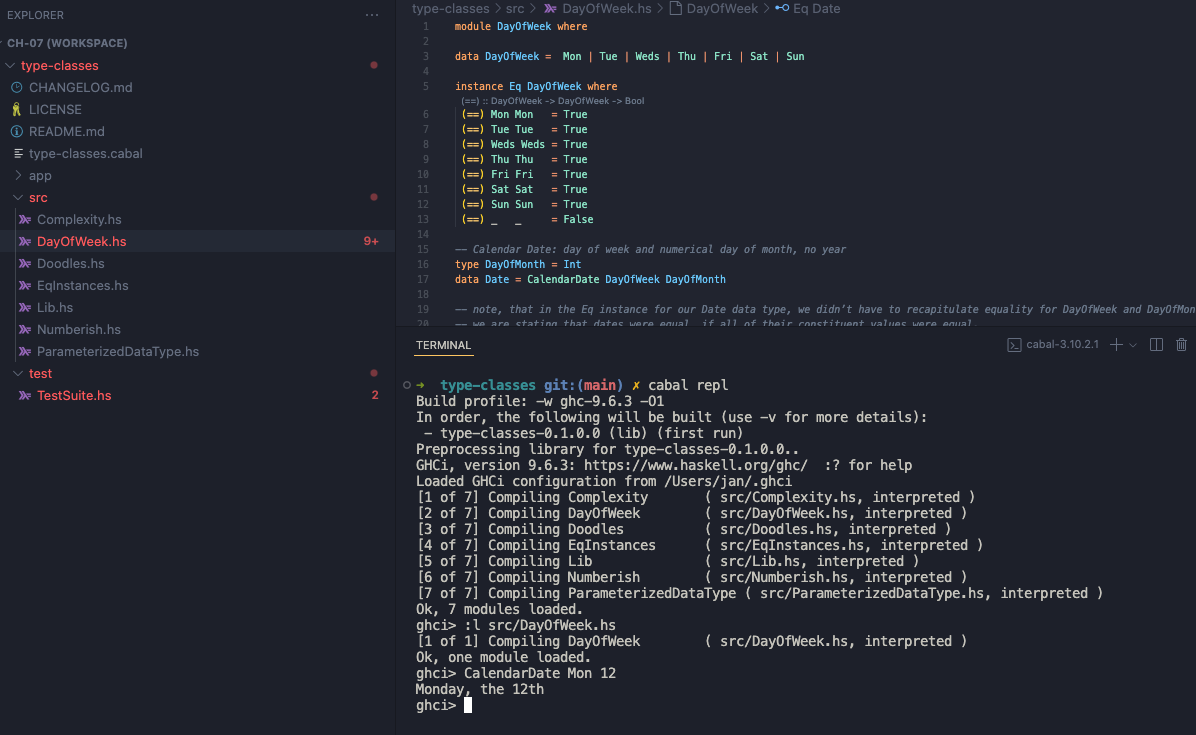 EXPLORER
CH-07 (WORKSPACE)
type-classes
CHANGELOG.md
LICENSE
README.md
type-classes.cabal
app
src
Complexity.hs
DayOfWeek.hs 9+
Doodles.hs
EqInstances.hs
Lib.hs
Numberish.hs
ParameterizedDataType.hs
test
TestSuite.hs 2
type-classes > src > DayOfWeek.hs > DayOfWeek > Eq Date
1 module DayOfWeek where
2
3 data DayOfWeek =  Mon | Tue | Weds | Thu | Fri | Sat | Sun
4
5 instance Eq DayOfWeek where
(==) :: DayOfWeek -> DayOfWeek -> Bool
6 (==) Mon Mon   = True
7 (==) Tue Tue   = True
8 (==) Weds Weds = True
9 (==) Thu Thu   = True
10 (==) Fri Fri   = True
11 (==) Sat Sat   = True
12 (==) Sun Sun   = True
13 (==) _   _     = False
14
15 -- Calendar Date: day of week and numerical day of month, no year
16 type DayOfMonth = Int
17 data Date = CalendarDate DayOfWeek DayOfMonth
18
19 -- note, that in the Eq instance for our Date data type, we didn't have to recapitulate equality for DayOfWeek and DayOfMon
20 -- we are stating that dates were equal, if all of their constituent values were equal.
TERMINAL
cabal-3.10.2.1
➜  type-classes git:(main) ✗ cabal repl
Build profile: -w ghc-9.6.3 -O1
In order, the following will be built (use -v for more details):
 - type-classes-0.1.0.0 (lib) (first run)
Preprocessing library for type-classes-0.1.0.0..
GHCi, version 9.6.3: https://www.haskell.org/ghc/  :? for help
Loaded GHCi configuration from /Users/jan/.ghci
[1 of 7] Compiling Complexity       ( src/Complexity.hs, interpreted )
[2 of 7] Compiling DayOfWeek        ( src/DayOfWeek.hs, interpreted )
[3 of 7] Compiling Doodles          ( src/Doodles.hs, interpreted )
[4 of 7] Compiling EqInstances      ( src/EqInstances.hs, interpreted )
[5 of 7] Compiling Lib              ( src/Lib.hs, interpreted )
[6 of 7] Compiling Numberish        ( src/Numberish.hs, interpreted )
[7 of 7] Compiling ParameterizedDataType ( src/ParameterizedDataType.hs, interpreted )
Ok, 7 modules loaded.
ghci> :l src/DayOfWeek.hs
[1 of 1] Compiling DayOfWeek        ( src/DayOfWeek.hs, interpreted )
Ok, one module loaded.
ghci> CalendarDate Mon 12
Monday, the 12th
ghci>